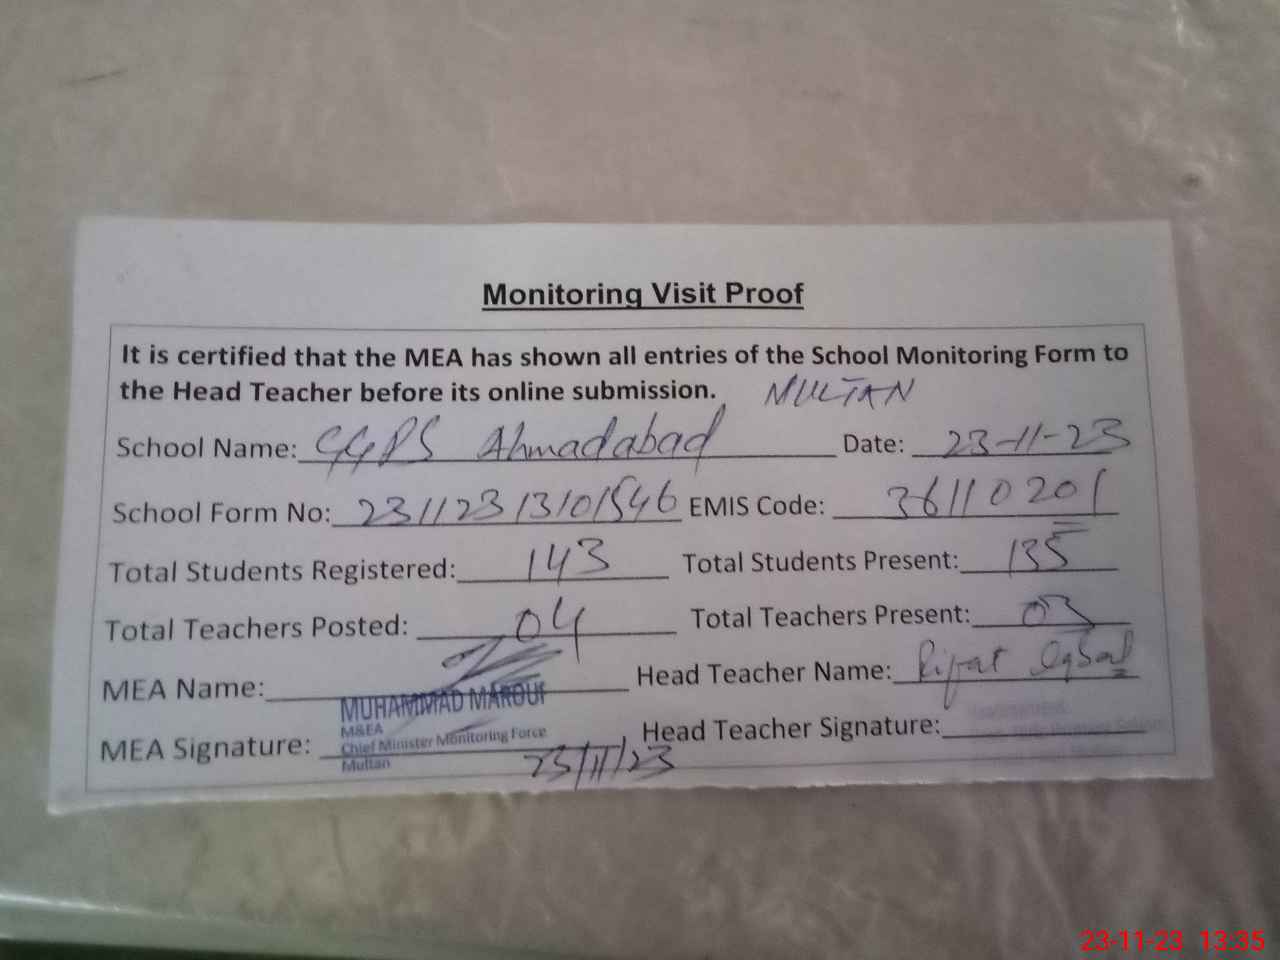 Monitoring Visit Proof
It is certified that the MEA has shown all entries of the School Monitoring Form to
the Head Teacher before its online submission. MULTAN
School Name: GGPS Ahmadabad Date: 23-11-23
School Form No: 23112313101546 EMIS Code: 36110201
Total Students Registered: 143 Total Students Present: 135
Total Teachers Posted: 04 Total Teachers Present: 03
MEA Name: Head Teacher Name: Rifat Iqbal
MUHAMMAD MAROUF
M&EA
Chief Minister Monitoring Force
Multan
MEA Signature: 23/11/23 Head Teacher Signature:
23-11-23 13:35